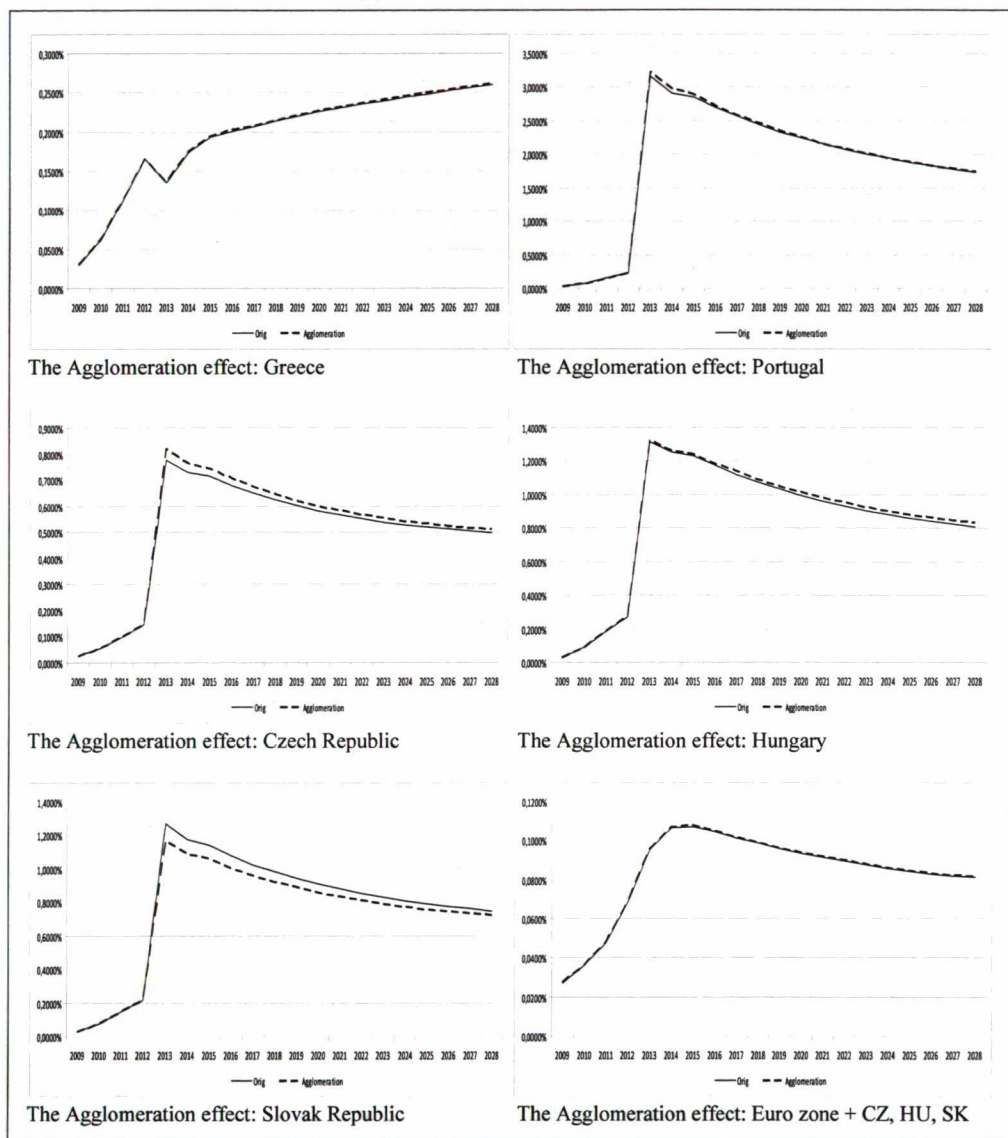 0,3000%
0,2500%
0,2000%
0,1500%
0,1000%
0,0500%
0,0000%
2009 2010 2011 2012 2013 2014 2015 2016 2017 2018 2019 2020 2021 2022 2023 2024 2025 2026 2027 2028
Orig Agglomeration
The Agglomeration effect: Greece
3,5000%
3,0000%
2,5000%
2,0000%
1,5000%
1,0000%
0,5000%
0,0000%
2009 2010 2011 2012 2013 2014 2015 2016 2017 2018 2019 2020 2021 2022 2023 2024 2025 2026 2027 2028
Orig Agglomeration
The Agglomeration effect: Portugal
0,9000%
0,8000%
0,7000%
0,6000%
0,5000%
0,4000%
0,3000%
0,2000%
0,1000%
0,0000%
2009 2010 2011 2012 2013 2014 2015 2016 2017 2018 2019 2020 2021 2022 2023 2024 2025 2026 2027 2028
Orig Agglomeration
The Agglomeration effect: Czech Republic
1,4000%
1,2000%
1,0000%
0,8000%
0,6000%
0,4000%
0,2000%
0,0000%
2009 2010 2011 2012 2013 2014 2015 2016 2017 2018 2019 2020 2021 2022 2023 2024 2025 2026 2027 2028
Orig Agglomeration
The Agglomeration effect: Hungary
1,4000%
1,2000%
1,0000%
0,8000%
0,6000%
0,4000%
0,2000%
0,0000%
2009 2010 2011 2012 2013 2014 2015 2016 2017 2018 2019 2020 2021 2022 2023 2024 2025 2026 2027 2028
Orig Agglomeration
The Agglomeration effect: Slovak Republic
0,1200%
0,1000%
0,0800%
0,0600%
0,0400%
0,0200%
0,0000%
2009 2010 2011 2012 2013 2014 2015 2016 2017 2018 2019 2020 2021 2022 2023 2024 2025 2026 2027 2028
Orig Agglomeration
The Agglomeration effect: Euro zone + CZ, HU, SK